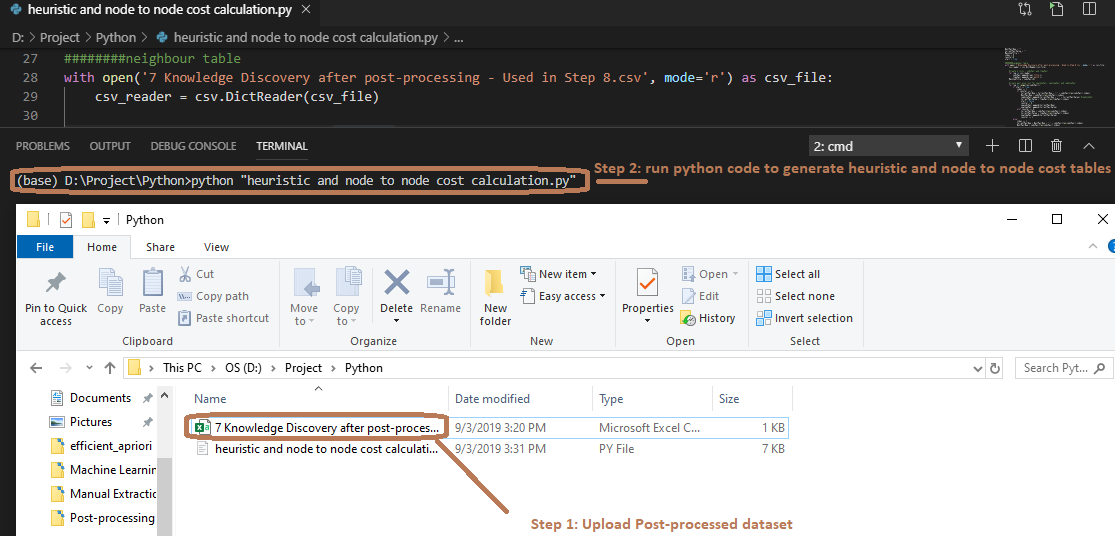 heuristic and node to node cost calculation.py
D: > Project > Python > heuristic and node to node cost calculation.py > ...
27 ########neighbour table
28 with open('7 Knowledge Discovery after post-processing - Used in Step 8.csv', mode='r') as csv_file:
29 csv_reader = csv.DictReader(csv_file)
30
PROBLEMS OUTPUT DEBUG CONSOLE TERMINAL 2: cmd
(base) D:\Project\Python>python "heuristic and node to node cost calculation.py"
Step 2: run python code to generate heuristic and node to node cost tables
Python
File Home Share View
Pin to Quick access
Copy
Paste
Cut
Copy path
Paste shortcut
Clipboard
Move to
Copy to
Delete
Rename
Organize
New folder
New item
Easy access
New
Properties
Open
Edit
History
Open
Select all
Select none
Invert selection
Select
This PC > OS (D:) > Project > Python
Search Pyt...
Documents
Pictures
efficient_apriori
Machine Learnin
Manual Extractio
Post-processing
Name Date modified Type Size
7 Knowledge Discovery after post-proces... 9/3/2019 3:20 PM Microsoft Excel C... 1 KB
heuristic and node to node cost calculati... 9/3/2019 3:31 PM PY File 7 KB
Step 1: Upload Post-processed dataset